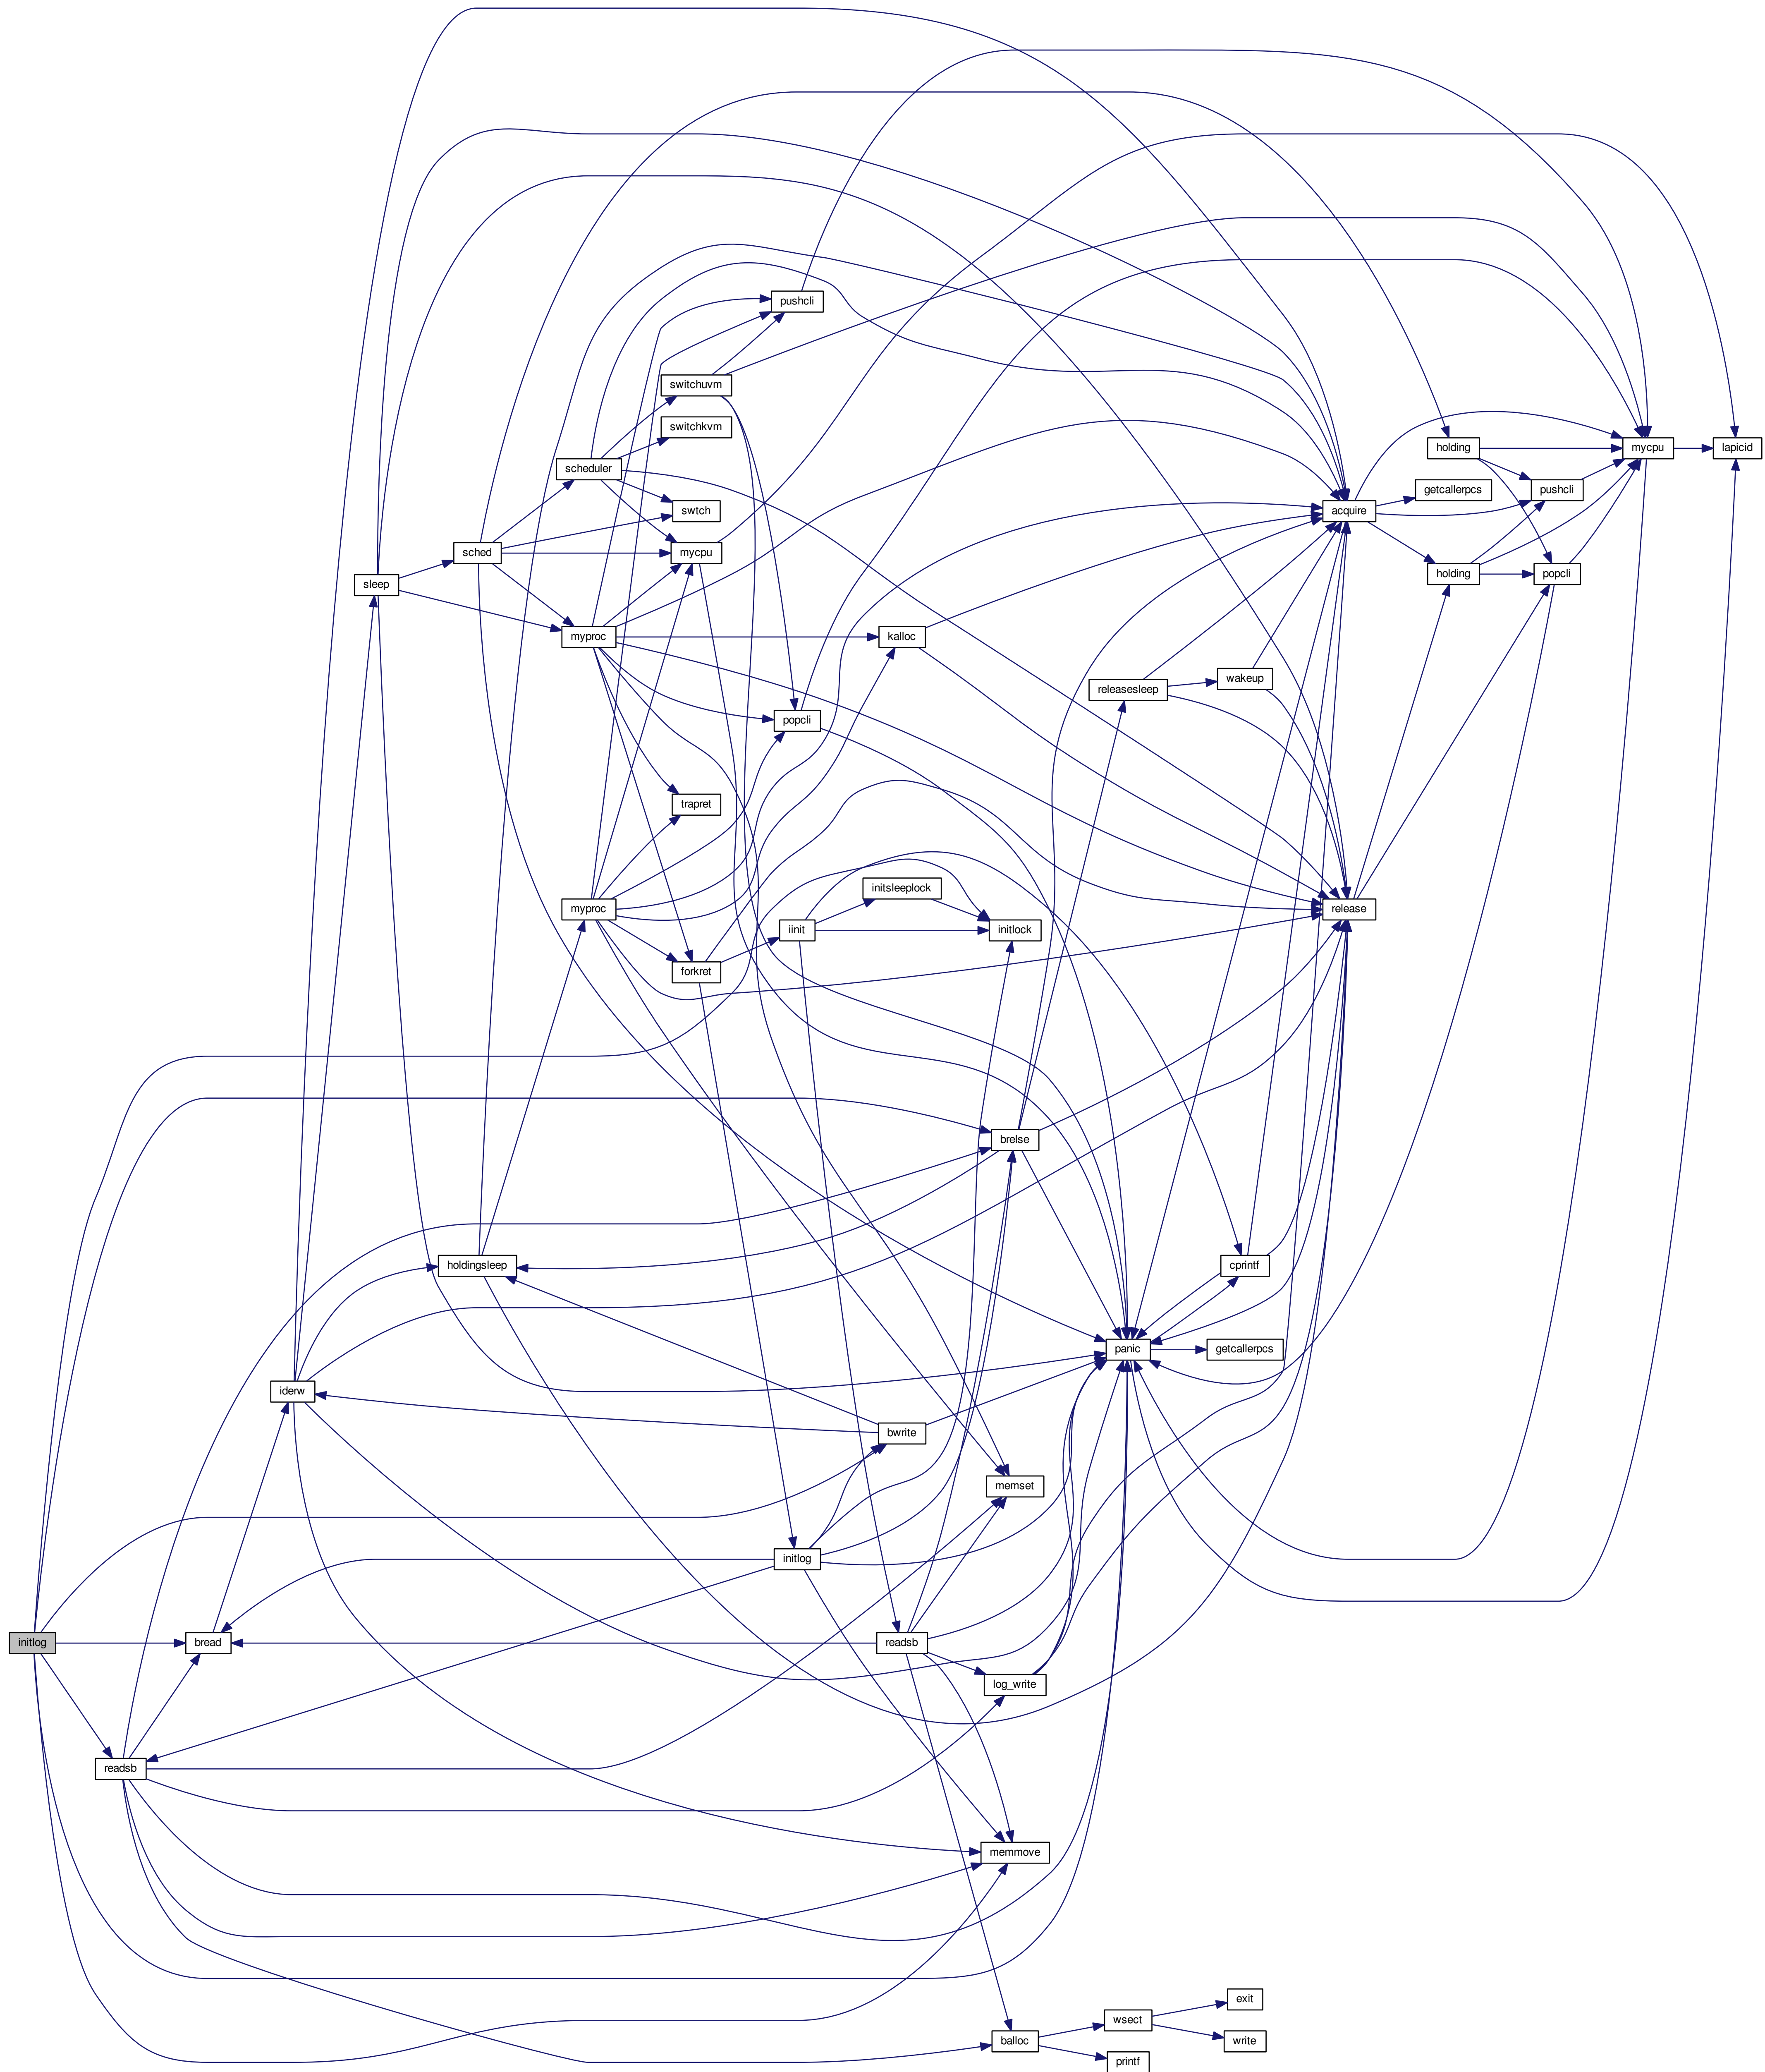 pushcli
switchuvm
switchkvm
holding
mycpu
lapicid
scheduler
getcallerpcs
pushcli
swtch
acquire
sched
mycpu
holding
popcli
sleep
myproc
kalloc
wakeup
releasesleep
popcli
trapret
initsleeplock
myproc
release
iinit
initlock
forkret
brelse
holdingsleep
cprintf
panic
getcallerpcs
iderw
bwrite
memset
initlog
initlog
bread
readsb
log_write
readsb
memmove
exit
wsect
balloc
write
printf